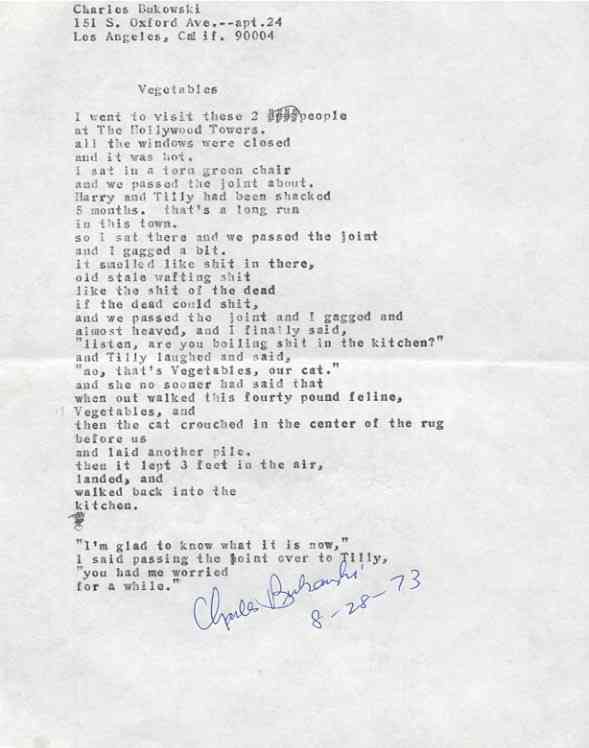 Charles Bukowski
151 S. Oxford Ave.--apt.24
Los Angeles, Calif. 90004
Vegetables
I went to visit these 2 people
at The Hollywood Towers.
all the windows were closed
and it was hot.
I sat in a torn green chair
and we passed the joint about.
Harry and Tilly had been shacked
5 months. that's a long run
in this town.
so I sat there and we passed the joint
and I gagged a bit.
it smelled like shit in there,
old stale wafting shit
like the shit of the dead
if the dead could shit,
and we passed the joint and I gagged and
almost heaved, and I finally said,
"listen, are you boiling shit in the kitchen?"
and Tilly laughed and said,
"no, that's Vegetables, our cat."
and she no sooner had said that
when out walked this fourty pound feline,
Vegetables, and
then the cat crouched in the center of the rug
before us
and laid another pile.
then it lept 3 feet in the air,
landed, and
walked back into the
kitchen.
"I'm glad to know what it is now,"
I said passing the joint over to Tilly,
"you had me worried
for a while."
Charles Bukowski
8-28-73